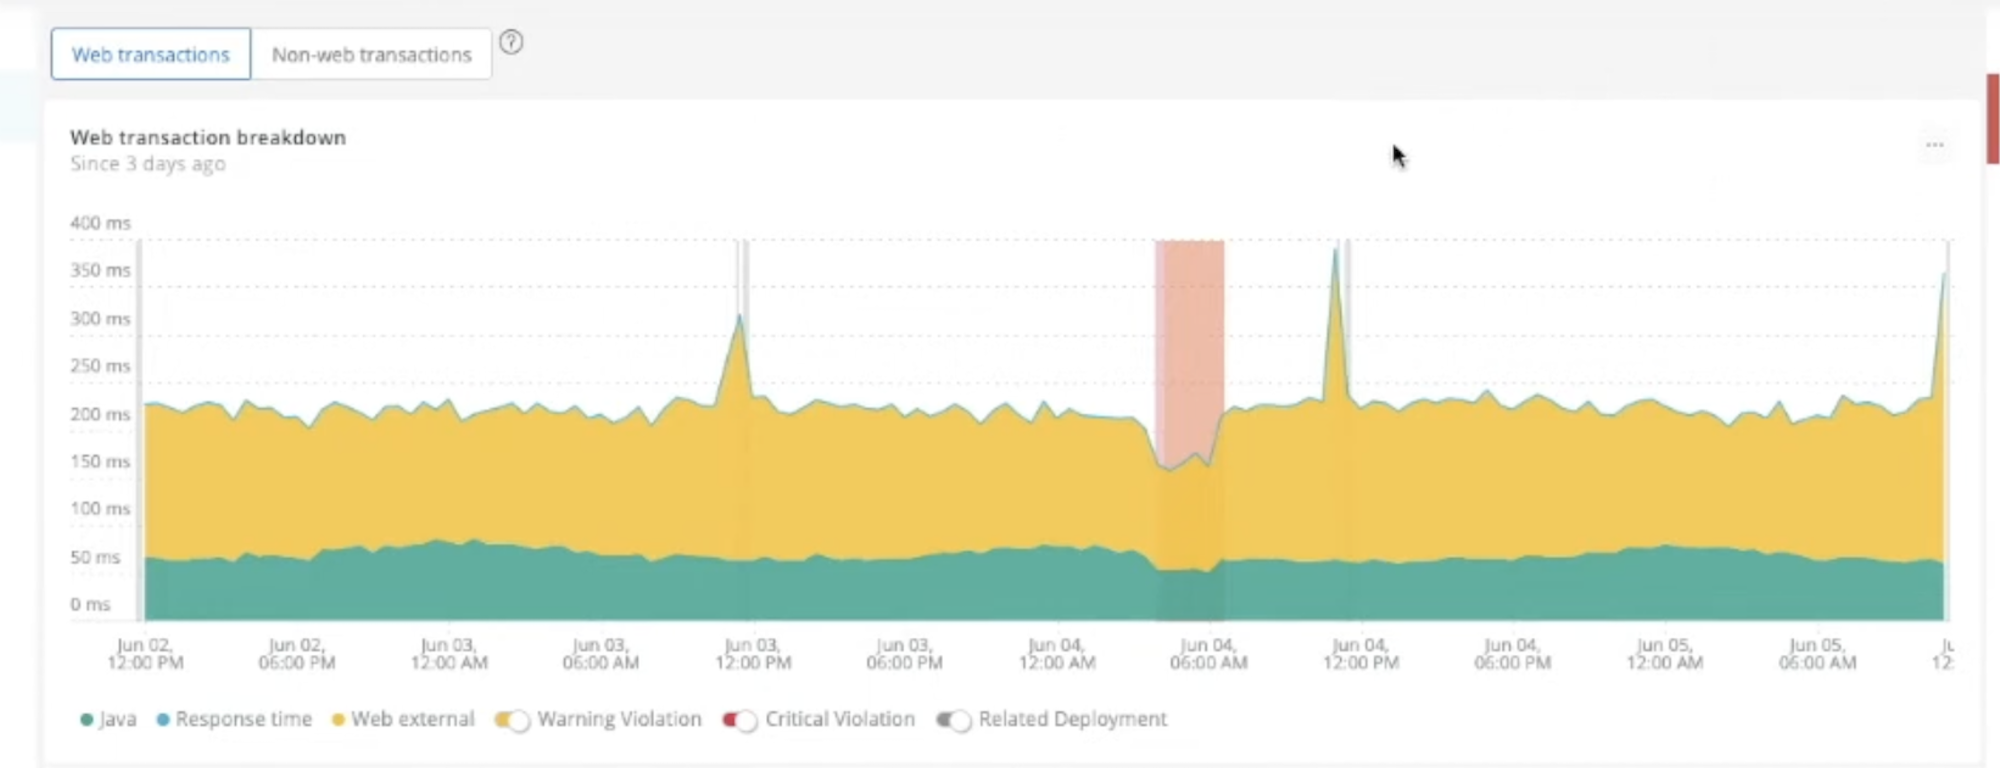 Web transactions
Non-web transactions
?
Web transaction breakdown
Since 3 days ago
...
400 ms
350 ms
300 ms
250 ms
200 ms
150 ms
100 ms
50 ms
0 ms
Jun 02, 12:00 PM
Jun 02, 06:00 PM
Jun 03, 12:00 AM
Jun 03, 06:00 AM
Jun 03, 12:00 PM
Jun 03, 06:00 PM
Jun 04, 12:00 AM
Jun 04, 06:00 AM
Jun 04, 12:00 PM
Jun 04, 06:00 PM
Jun 05, 12:00 AM
Jun 05, 06:00 AM
Java
Response time
Web external
Warning Violation
Critical Violation
Related Deployment